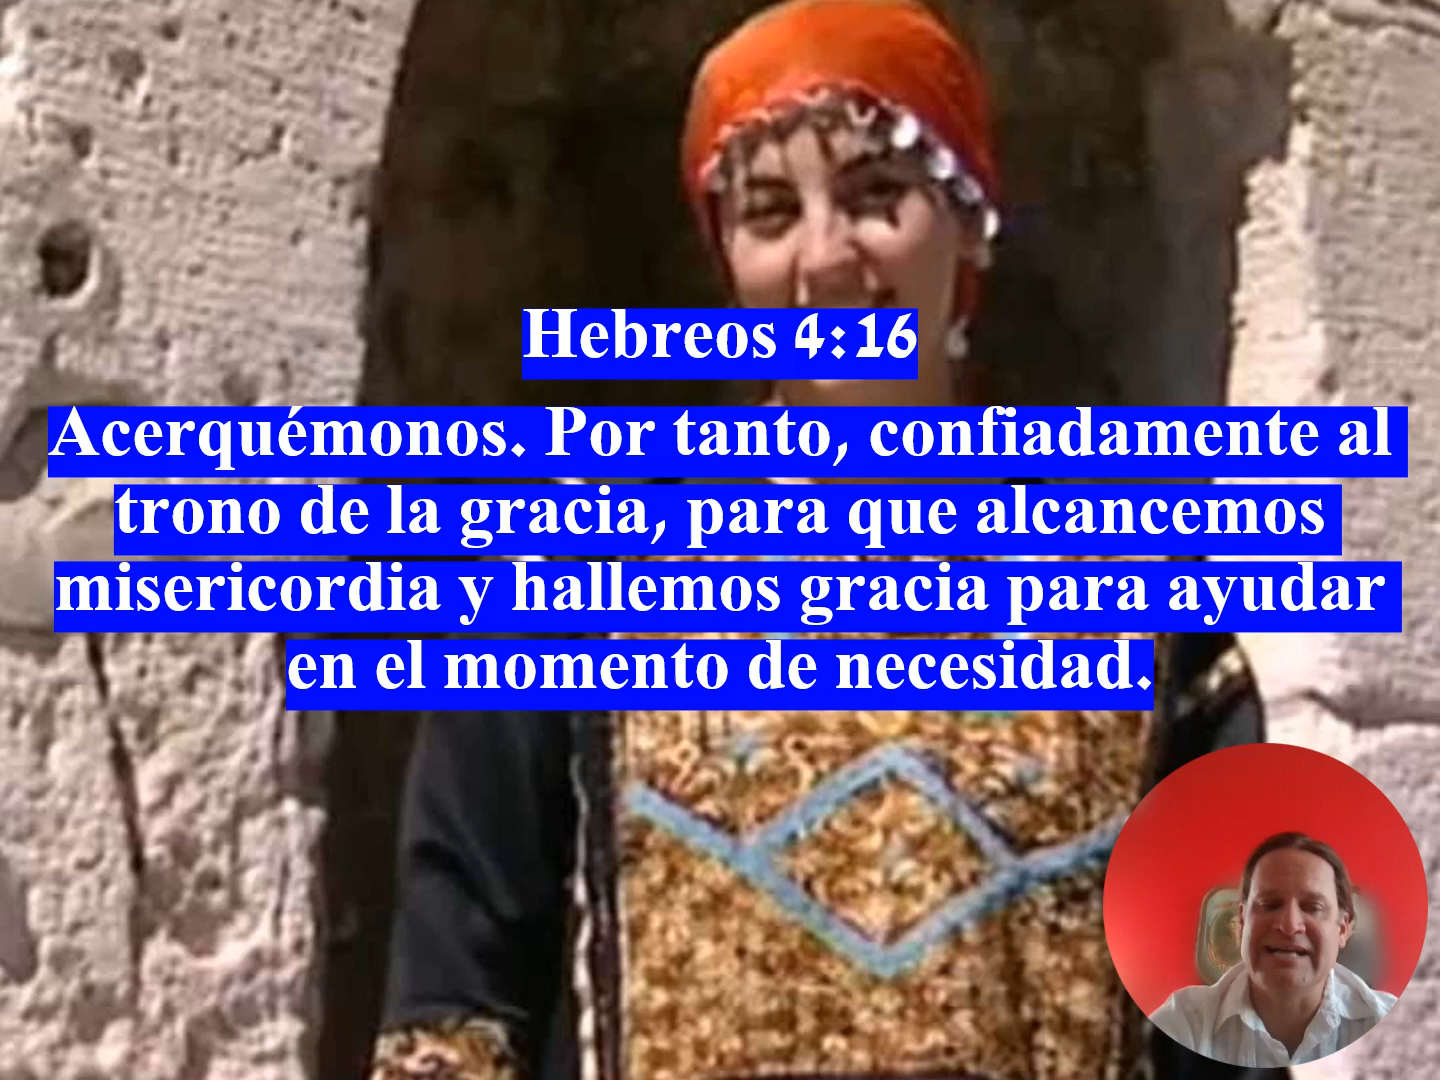 Hebreos 4:16
Acerquémonos. Por tanto, confiadamente al
trono de la gracia, para que alcancemos
misericordia y hallemos gracia para ayudar
en el momento de necesidad.